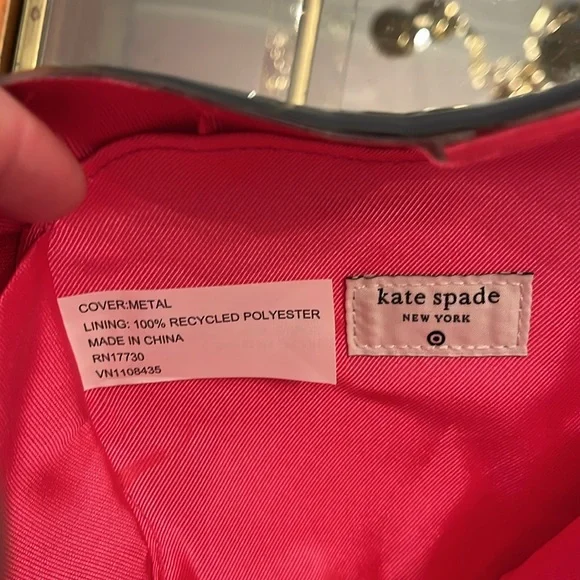 COVER:METAL
LINING: 100% RECYCLED POLYESTER
MADE IN CHINA
RN17730
VN1108435
kate spade
NEW YORK